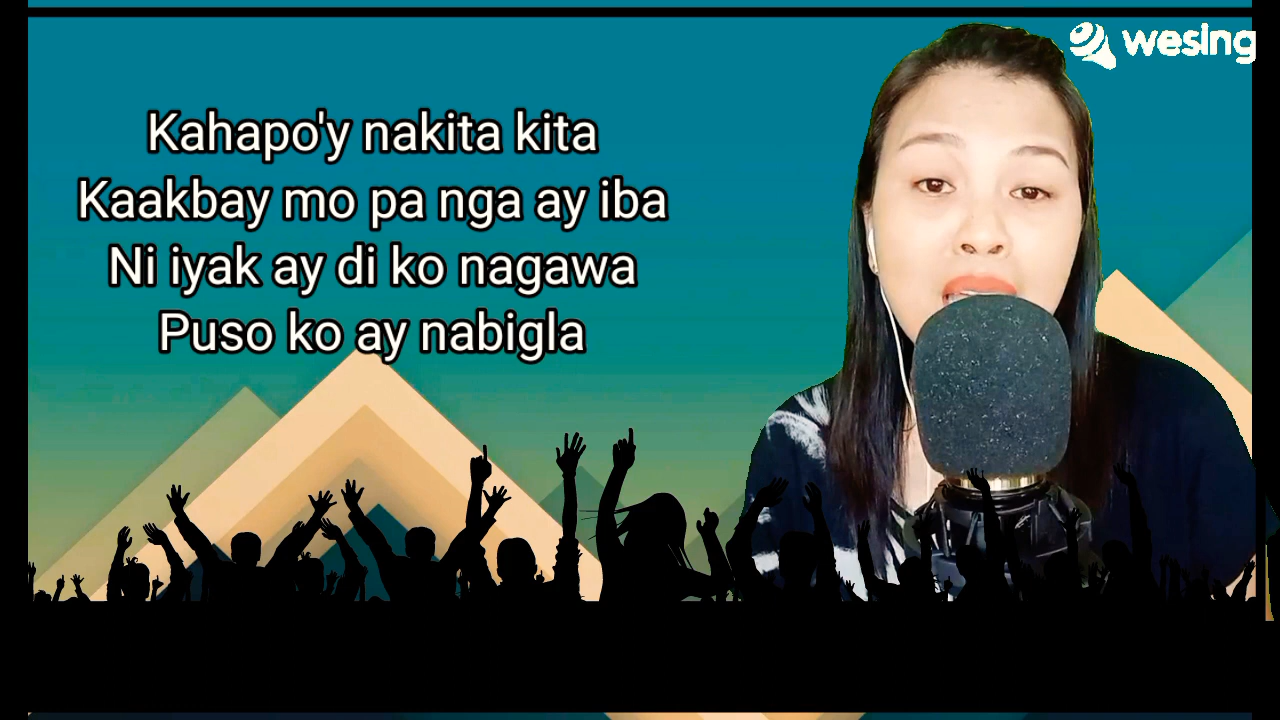 wesing
Kahapo'y nakita kita
Kaakbay mo pa nga ay iba
Ni iyak ay di ko nagawa
Puso ko ay nabigla